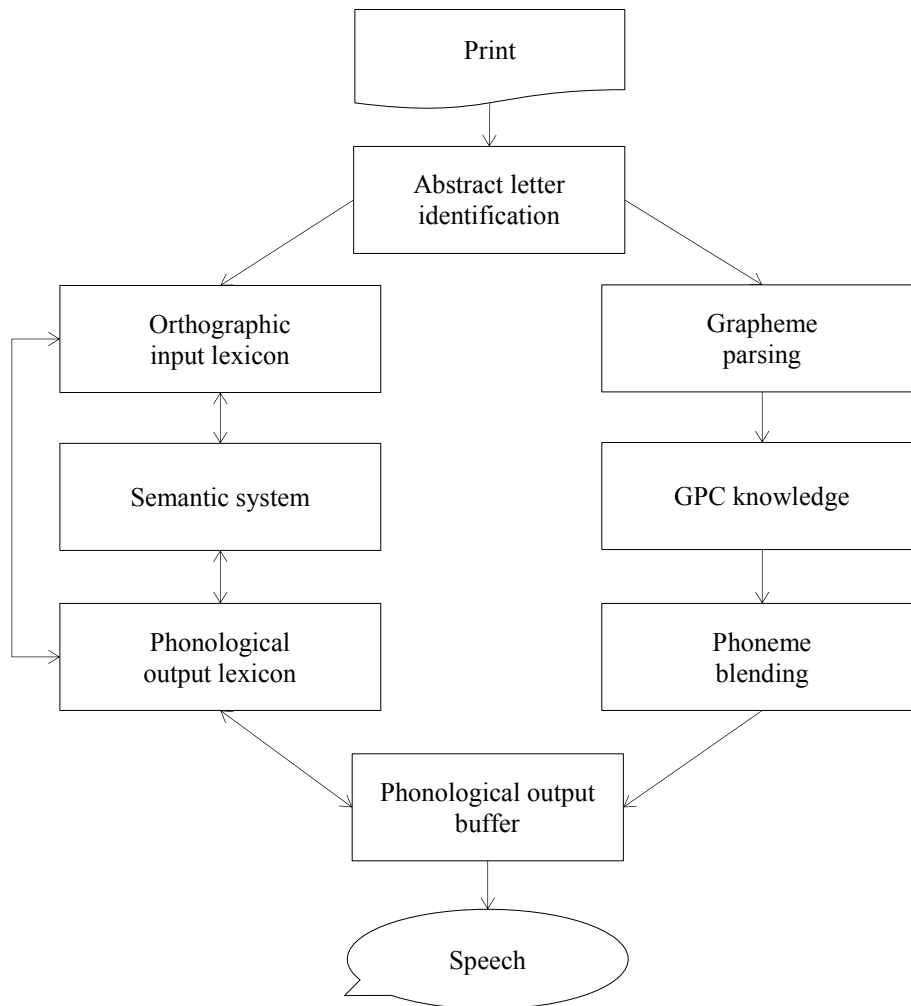 Print
Abstract letter
identification
Orthographic
input lexicon
Grapheme
parsing
Semantic system
GPC knowledge
Phonological
output lexicon
Phoneme
blending
Phonological output
buffer
Speech